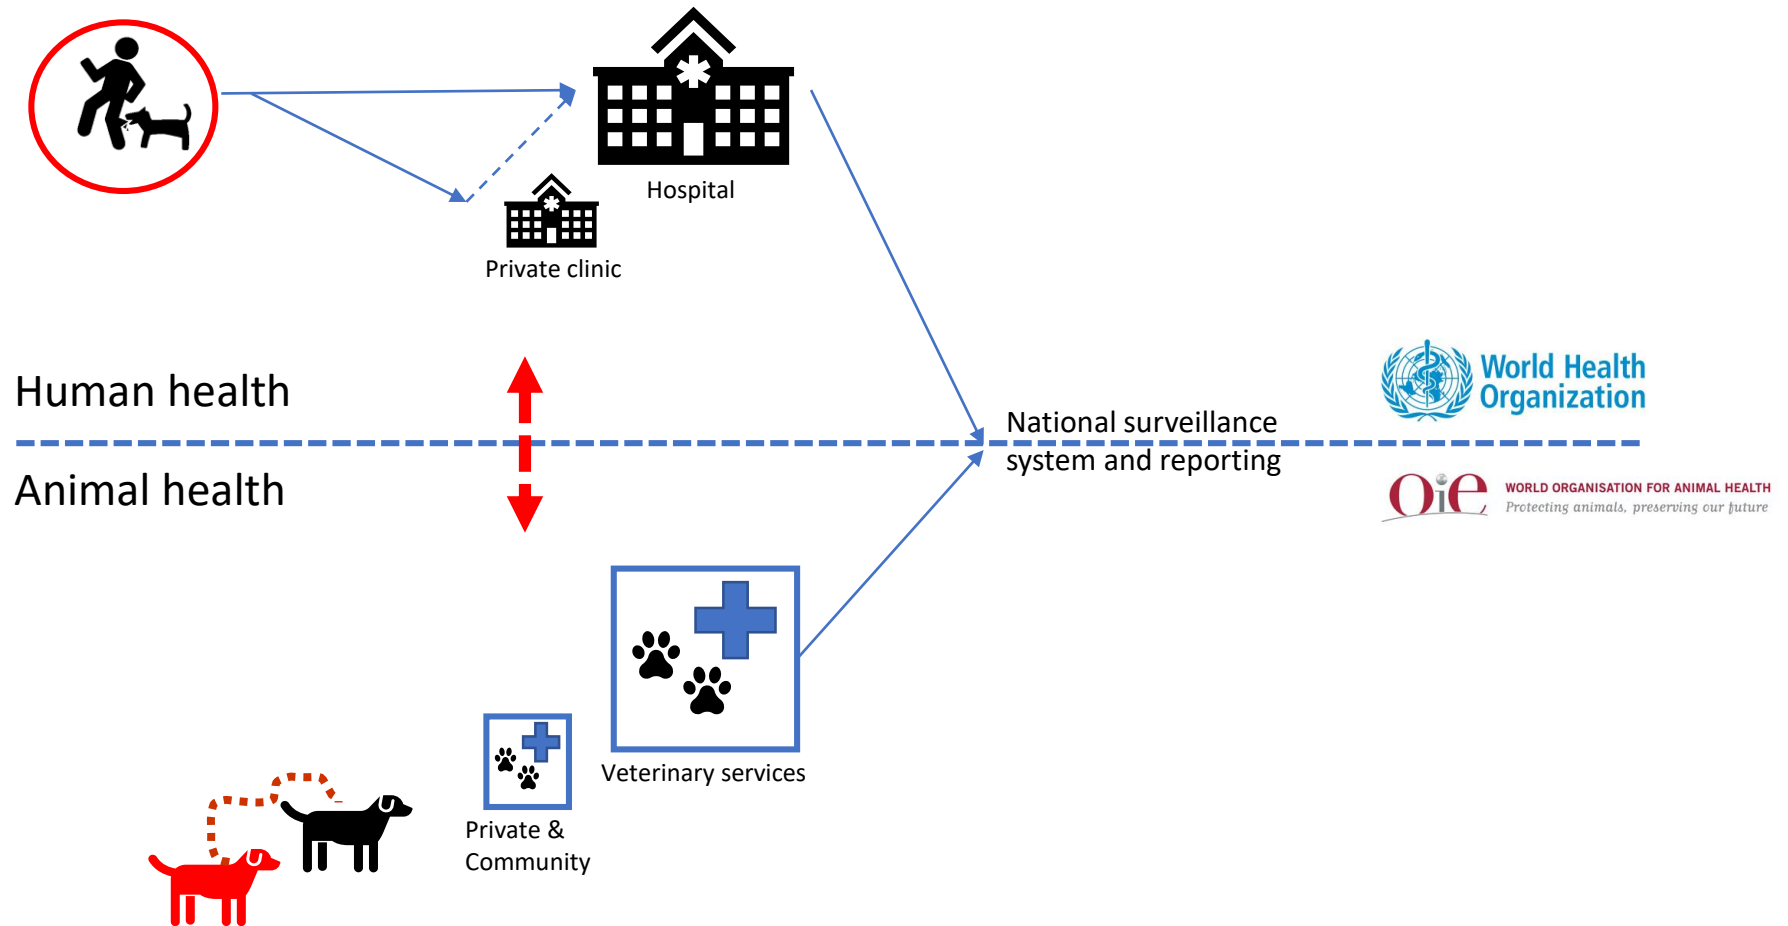 Hospital
Private clinic
Human health
World Health
Organization
National surveillance
system and reporting
Animal health
OiE
WORLD ORGANISATION FOR ANIMAL HEALTH
Protecting animals, preserving our future
Veterinary services
Private &
Community